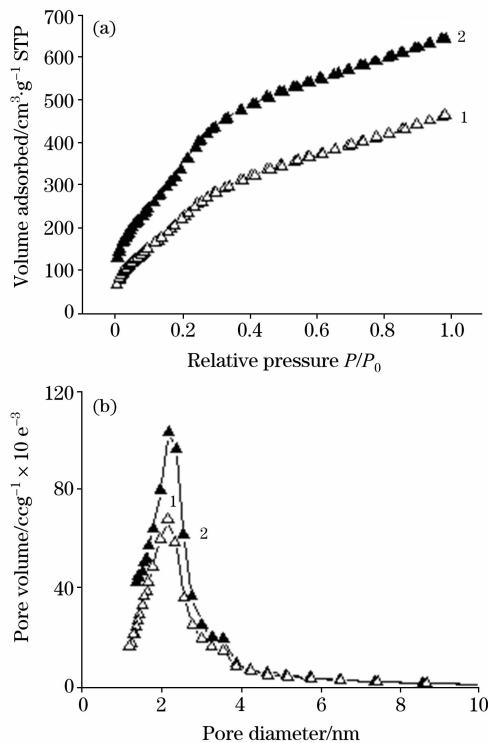 (a)
700
600
500
400
300
200
100
0
2
1
Volume adsorbed/cm³·g⁻¹ STP
0 0.2 0.4 0.6 0.8 1.0
Relative pressure P/P₀
(b)
120
80
40
0
1
2
Pore volume/ccg⁻¹ × 10 e⁻³
0 2 4 6 8 10
Pore diameter/nm